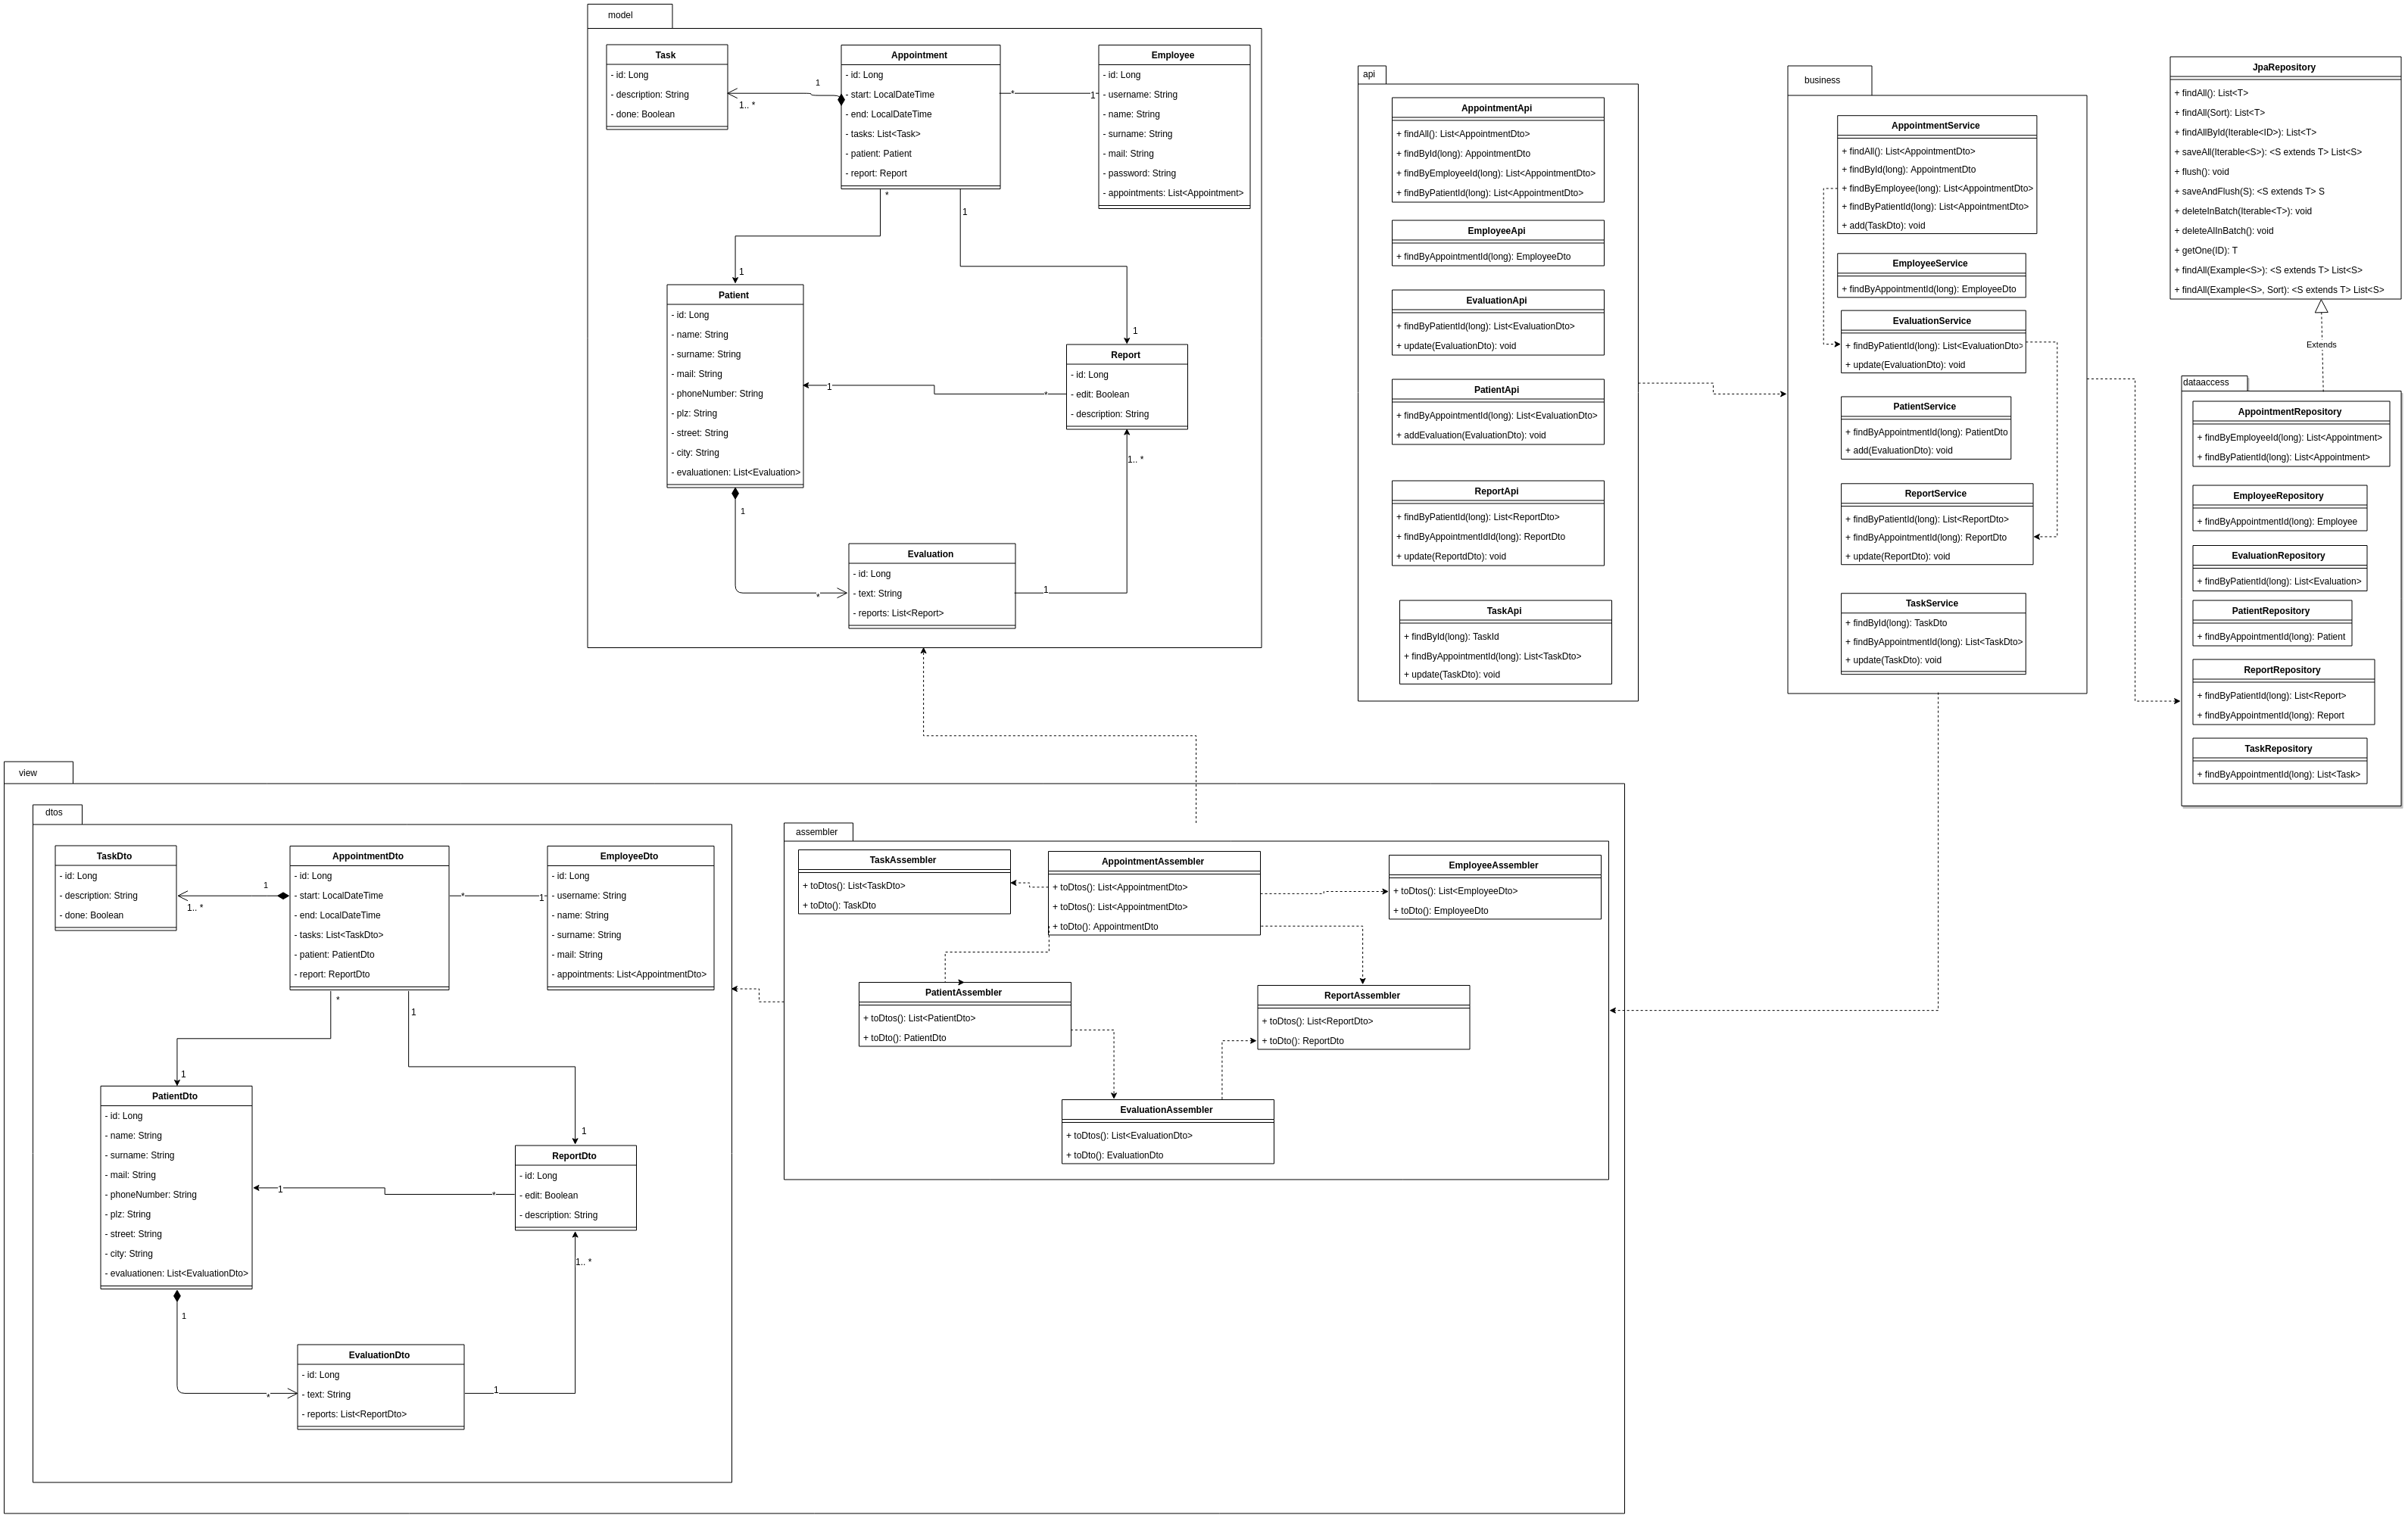 model
Task
- id: Long
- description: String
- done: Boolean
1
1.. *
Appointment
- id: Long
- start: LocalDateTime
- end: LocalDateTime
- tasks: List<Task>
- patient: Patient
- report: Report
*
1
Employee
- id: Long
- username: String
- name: String
- surname: String
- mail: String
- password: String
- appointments: List<Appointment>
*
1
1
1
Patient
- id: Long
- name: String
- surname: String
- mail: String
- phoneNumber: String
- plz: String
- street: String
- city: String
- evaluationen: List<Evaluation>
1
*
Report
- id: Long
- edit: Boolean
- description: String
1.. *
1
*
Evaluation
- id: Long
- text: String
- reports: List<Report>
1
api
AppointmentApi
+ findAll(): List<AppointmentDto>
+ findById(long): AppointmentDto
+ findByEmployeeId(long): List<AppointmentDto>
+ findByPatientId(long): List<AppointmentDto>
EmployeeApi
+ findByAppointmentId(long): EmployeeDto
EvaluationApi
+ findByPatientId(long): List<EvaluationDto>
+ update(EvaluationDto): void
PatientApi
+ findByAppointmentId(long): List<EvaluationDto>
+ addEvaluation(EvaluationDto): void
ReportApi
+ findByPatientId(long): List<ReportDto>
+ findByAppointmentIdId(long): ReportDto
+ update(ReportdDto): void
TaskApi
+ findById(long): TaskId
+ findByAppointmentId(long): List<TaskDto>
+ update(TaskDto): void
business
AppointmentService
+ findAll(): List<AppointmentDto>
+ findById(long): AppointmentDto
+ findByEmployee(long): List<AppointmentDto>
+ findByPatientId(long): List<AppointmentDto>
+ add(TaskDto): void
EmployeeService
+ findByAppointmentId(long): EmployeeDto
EvaluationService
+ findByPatientId(long): List<EvaluationDto>
+ update(EvaluationDto): void
PatientService
+ findByAppointmentId(long): PatientDto
+ add(EvaluationDto): void
ReportService
+ findByPatientId(long): List<ReportDto>
+ findByAppointmentId(long): ReportDto
+ update(ReportDto): void
TaskService
+ findById(long): TaskDto
+ findByAppointmentId(long): List<TaskDto>
+ update(TaskDto): void
JpaRepository
+ findAll(): List<T>
+ findAll(Sort): List<T>
+ findAllById(Iterable<ID>): List<T>
+ saveAll(Iterable<S>): <S extends T> List<S>
+ flush(): void
+ saveAndFlush(S): <S extends T> S
+ deleteInBatch(Iterable<T>): void
+ deleteAlInBatch(): void
+ getOne(ID): T
+ findAll(Example<S>): <S extends T> List<S>
+ findAll(Example<S>, Sort): <S extends T> List<S>
Extends
dataaccess
AppointmentRepository
+ findByEmployeeId(long): List<Appointment>
+ findByPatientId(long): List<Appointment>
EmployeeRepository
+ findByAppointmentId(long): Employee
EvaluationRepository
+ findByPatientId(long): List<Evaluation>
PatientRepository
+ findByAppointmentId(long): Patient
ReportRepository
+ findByPatientId(long): List<Report>
+ findByAppointmentId(long): Report
TaskRepository
+ findByAppointmentId(long): List<Task>
view
dtos
TaskDto
- id: Long
- description: String
- done: Boolean
1
1.. *
AppointmentDto
- id: Long
- start: LocalDateTime
- end: LocalDateTime
- tasks: List<TaskDto>
- patient: PatientDto
- report: ReportDto
*
1
EmployeeDto
- id: Long
- username: String
- name: String
- surname: String
- mail: String
- appointments: List<AppointmentDto>
*
1
1
1
PatientDto
- id: Long
- name: String
- surname: String
- mail: String
- phoneNumber: String
- plz: String
- street: String
- city: String
- evaluationen: List<EvaluationDto>
1
*
ReportDto
- id: Long
- edit: Boolean
- description: String
1.. *
1
*
EvaluationDto
- id: Long
- text: String
- reports: List<ReportDto>
1
assembler
TaskAssembler
+ toDtos(): List<TaskDto>
+ toDto(): TaskDto
AppointmentAssembler
+ toDtos(): List<AppointmentDto>
+ toDtos(): List<AppointmentDto>
+ toDto(): AppointmentDto
EmployeeAssembler
+ toDtos(): List<EmployeeDto>
+ toDto(): EmployeeDto
PatientAssembler
+ toDtos(): List<PatientDto>
+ toDto(): PatientDto
ReportAssembler
+ toDtos(): List<ReportDto>
+ toDto(): ReportDto
EvaluationAssembler
+ toDtos(): List<EvaluationDto>
+ toDto(): EvaluationDto